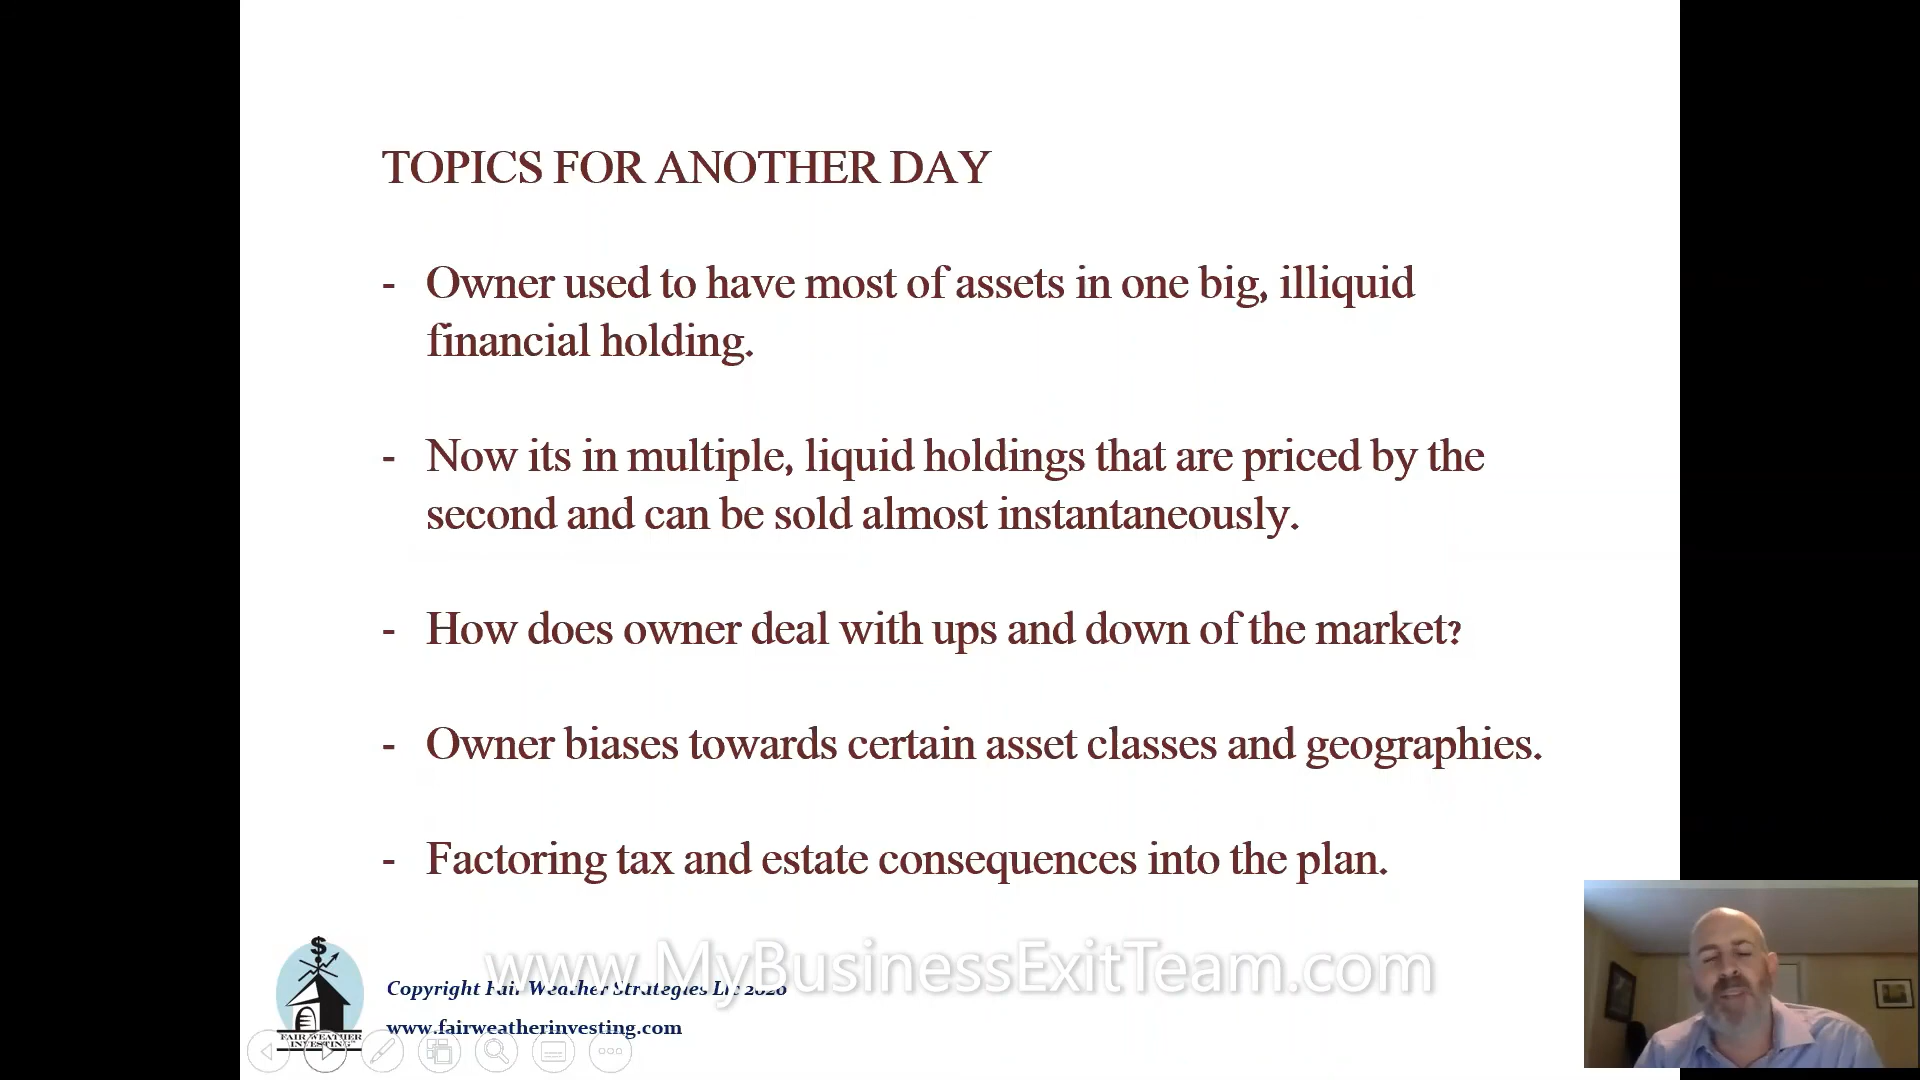 TOPICS FOR ANOTHER DAY
- Owner used to have most of assets in one big, illiquid
financial holding.
- Now its in multiple, liquid holdings that are priced by the
second and can be sold almost instantaneously.
- How does owner deal with ups and down of the market?
- Owner biases towards certain asset classes and geographies.
- Factoring tax and estate consequences into the plan.
www.MyBusinessExitTeam.com
Copyright Fair Weather Strategies Llc 2020
www.fairweatherinvesting.com
$
FAIR WEATHER
INVESTING